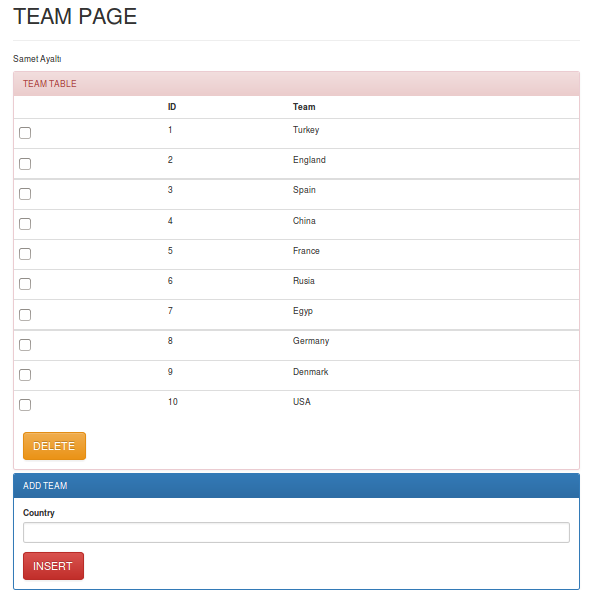 TEAM PAGE
Samet Ayaltı
TEAM TABLE
ID Team
1 Turkey
2 England
3 Spain
4 China
5 France
6 Rusia
7 Egyp
8 Germany
9 Denmark
10 USA
DELETE
ADD TEAM
Country
INSERT